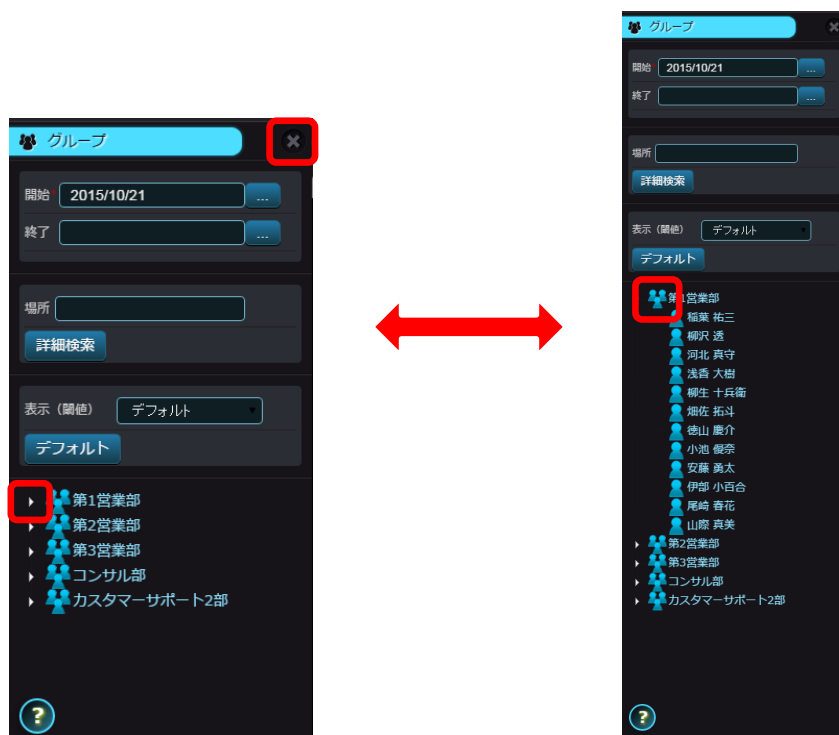 グループ
開始* 2015/10/21 ...
終了 ...
場所
詳細検索
表示（閾値） デフォルト
デフォルト
第1営業部
第2営業部
第3営業部
コンサル部
カスタマーサポート2部
?
グループ
開始* 2015/10/21 ...
終了 ...
場所
詳細検索
表示（閾値） デフォルト
デフォルト
第1営業部
稲葉 祐三
柳沢 透
河北 真守
浅香 大樹
柳生 十兵衛
畑佐 拓斗
徳山 慶介
小池 優奈
安藤 勇太
伊部 小百合
尾崎 春花
山際 真美
第2営業部
第3営業部
コンサル部
カスタマーサポート2部
?